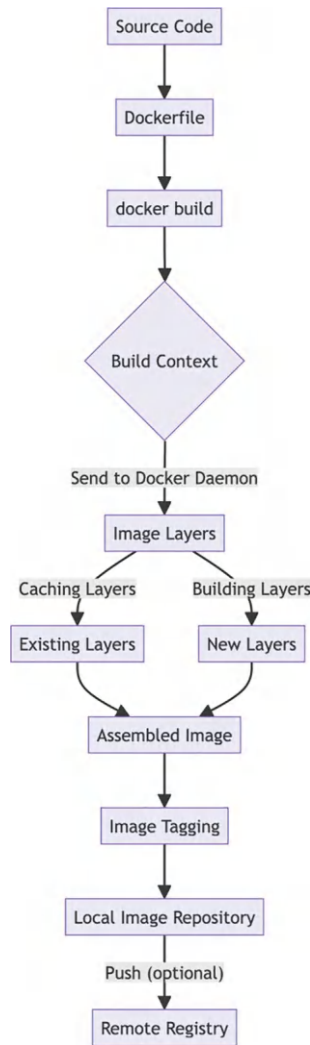 Source Code
Dockerfile
docker build
Build Context
Send to Docker Daemon
Image Layers
Caching Layers
Building Layers
Existing Layers
New Layers
Assembled Image
Image Tagging
Local Image Repository
Push (optional)
Remote Registry